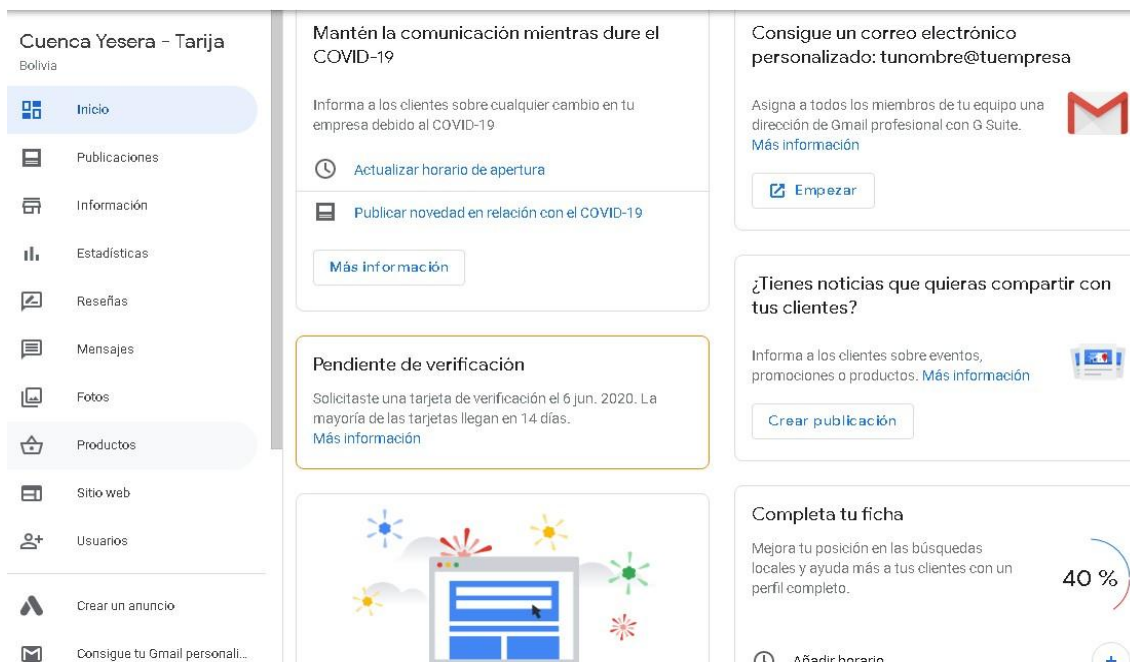 Cuenca Yesera - Tarija
Bolivia
Inicio
Publicaciones
Información
Estadísticas
Reseñas
Mensajes
Fotos
Productos
Sitio web
Usuarios
Crear un anuncio
Consigue tu Gmail personali...
Mantén la comunicación mientras dure el
COVID-19
Informa a los clientes sobre cualquier cambio en tu
empresa debido al COVID-19
Actualizar horario de apertura
Publicar novedad en relación con el COVID-19
Más información
Pendiente de verificación
Solicitaste una tarjeta de verificación el 6 jun. 2020. La
mayoría de las tarjetas llegan en 14 días.
Más información
Consigue un correo electrónico
personalizado: tunombre@tuempresa
Asigna a todos los miembros de tu equipo una
dirección de Gmail profesional con G Suite.
Más información
Empezar
¿Tienes noticias que quieras compartir con
tus clientes?
Informa a los clientes sobre eventos,
promociones o productos. Más información
Crear publicación
Completa tu ficha
Mejora tu posición en las búsquedas
locales y ayuda más a tus clientes con un
perfil completo.
40 %
Añadir horario